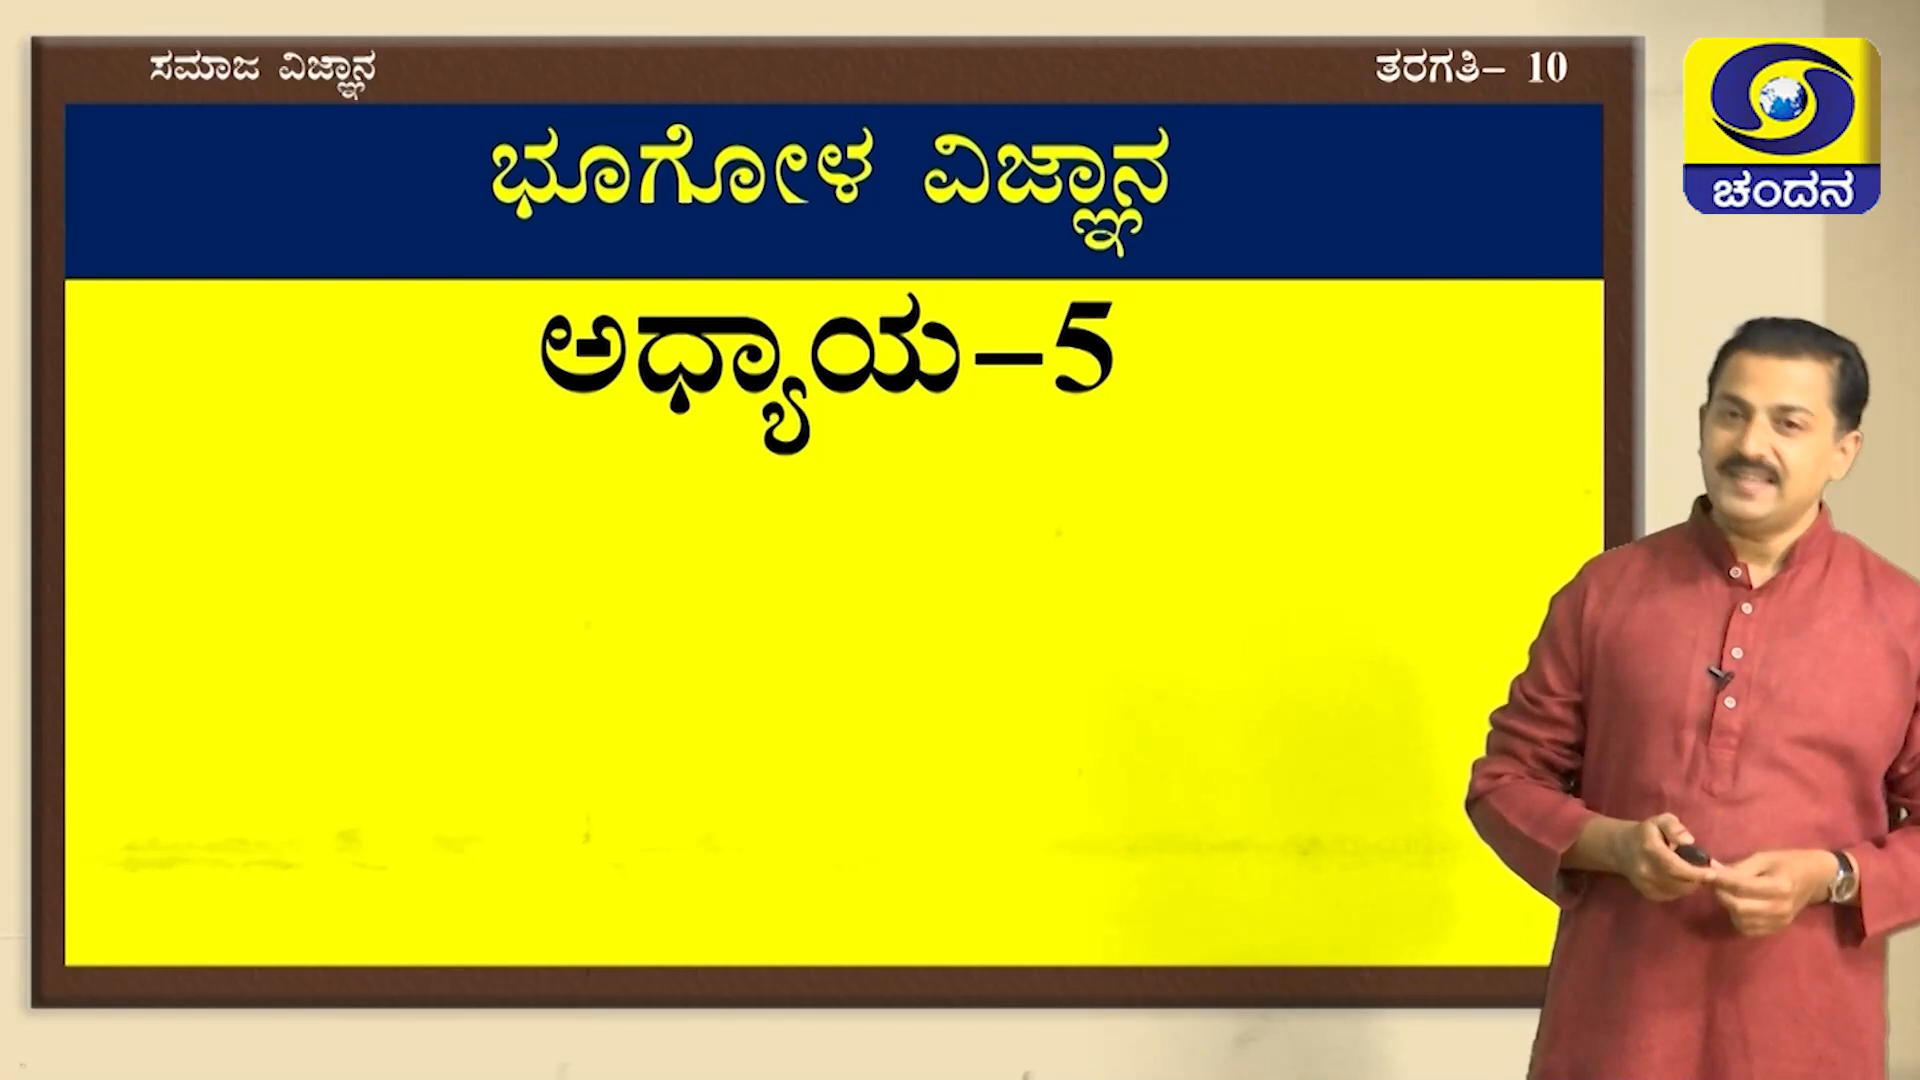 ಸಮಾಜ ವಿಜ್ಞಾನ
ತರಗತಿ– 10
ಭೂಗೋಳ ವಿಜ್ಞಾನ
ಅಧ್ಯಾಯ–5
ಚಂದನ